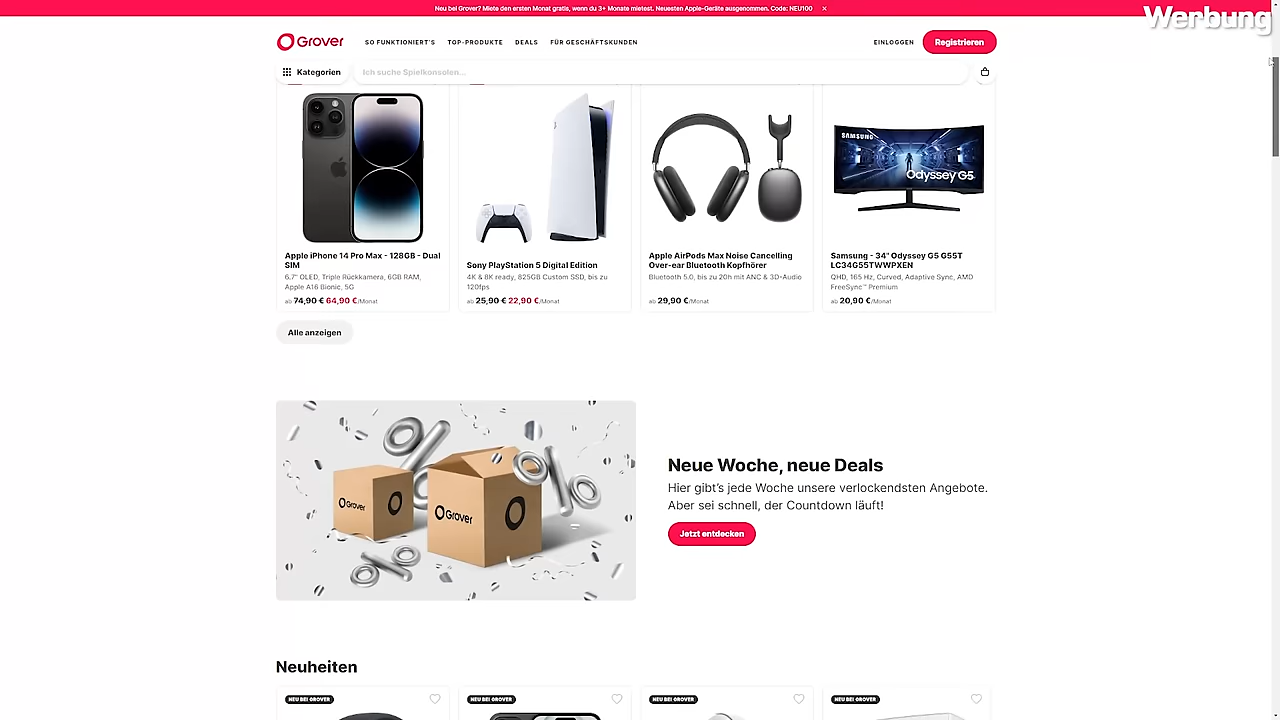 Neu bei Grover? Miete den ersten Monat gratis, wenn du 3+ Monate mietest. Neuesten Apple-Geräte ausgenommen. Code: NEU100 ×
Werbung
Grover SO FUNKTIONIERT'S TOP-PRODUKTE DEALS FÜR GESCHÄFTSKUNDEN EINLOGGEN Registrieren
Kategorien Ich suche Spielkonsolen...
SAMSUNG
Odyssey G5
Apple iPhone 14 Pro Max - 128GB - Dual
SIM
6,7" OLED, Triple Rückkamera, 6GB RAM,
Apple A16 Bionic, 5G
ab 74,90 € 64,90 €/Monat
Sony PlayStation 5 Digital Edition
4K & 8K ready, 825GB Custom SSD, bis zu
120fps
ab 25,90 € 22,90 €/Monat
Apple AirPods Max Noise Cancelling
Over-ear Bluetooth Kopfhörer
Bluetooth 5.0, bis zu 20h mit ANC & 3D-Audio
ab 29,90 €/Monat
Samsung - 34" Odyssey G5 G55T
LC34G55TWWPXEN
QHD, 165 Hz, Curved, Adaptive Sync, AMD
FreeSync™ Premium
ab 20,90 €/Monat
Alle anzeigen
Grover
Grover
Neue Woche, neue Deals
Hier gibt's jede Woche unsere verlockendsten Angebote.
Aber sei schnell, der Countdown läuft!
Jetzt entdecken
Neuheiten
NEU BEI GROVER NEU BEI GROVER NEU BEI GROVER NEU BEI GROVER